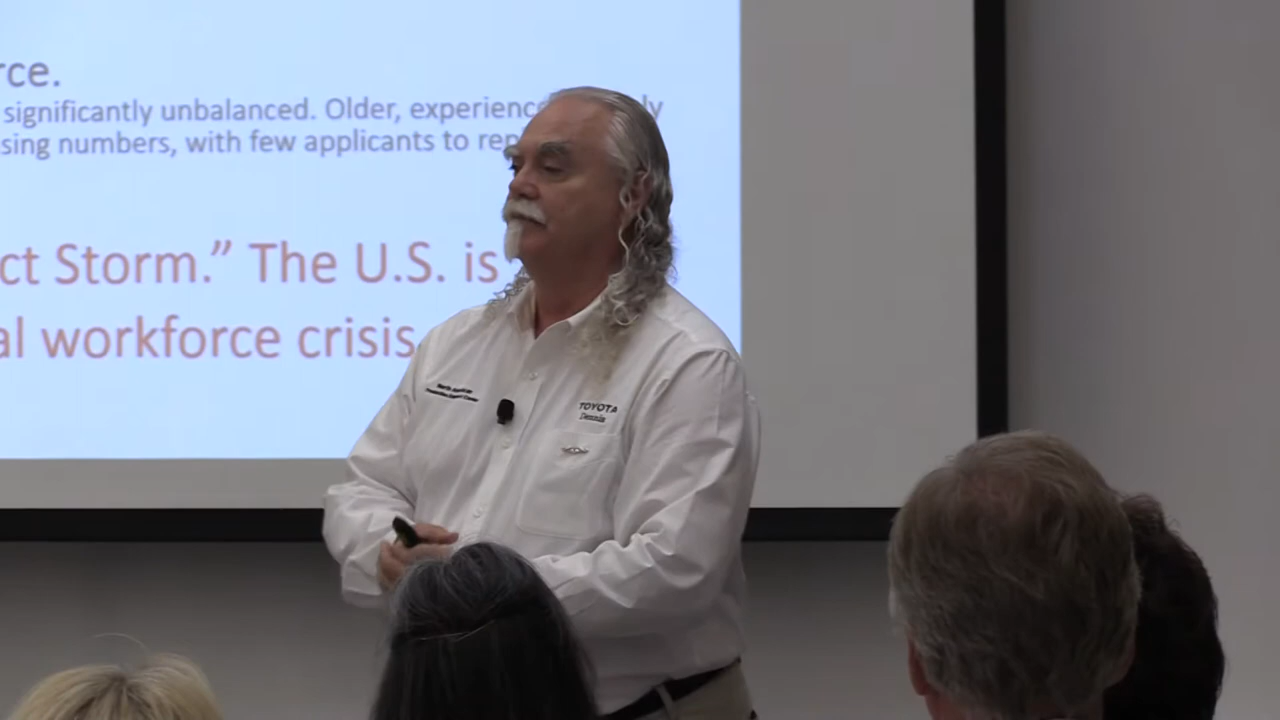 rce.
significantly unbalanced. Older, experience
sing numbers, with few applicants to rep
ct Storm.” The U.S. is
al workforce crisis
TOYOTA
Dennis